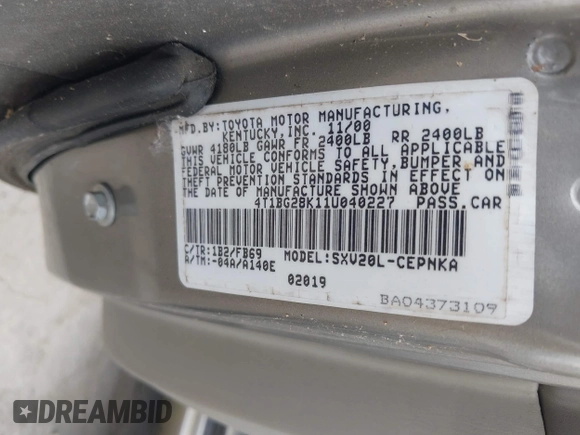 MFD.BY:TOYOTA MOTOR MANUFACTURING,
KENTUCKY,INC. 11/00
GVWR 4180LB GAWR FR 2400LB RR 2400LB
THIS VEHICLE CONFORMS TO ALL APPLICABLE
FEDERAL MOTOR VEHICLE SAFETY, BUMPER AND
THEFT PREVENTION STANDARDS IN EFFECT ON
THE DATE OF MANUFACTURE SHOWN ABOVE
4T1BG28K11U040227 PASS.CAR
C/TR:1B2/FB69 MODEL:SXV20L-CEPNKA
A/TM:-04A/A140E
02019
BA04373109
DREAMBID